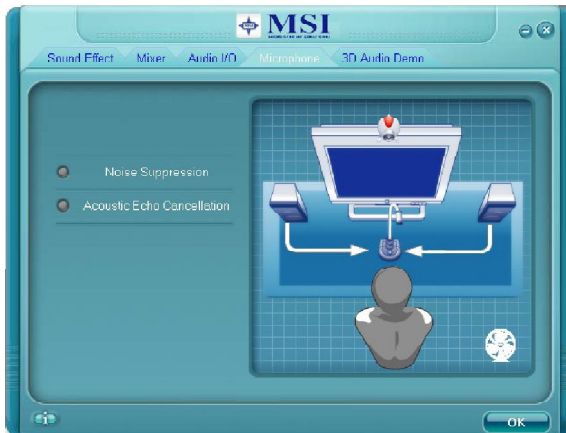 MSI
Sound Effect Mixer Audio I/O Microphone 3D Audio Demo
Noise Suppression
Acoustic Echo Cancellation
OK